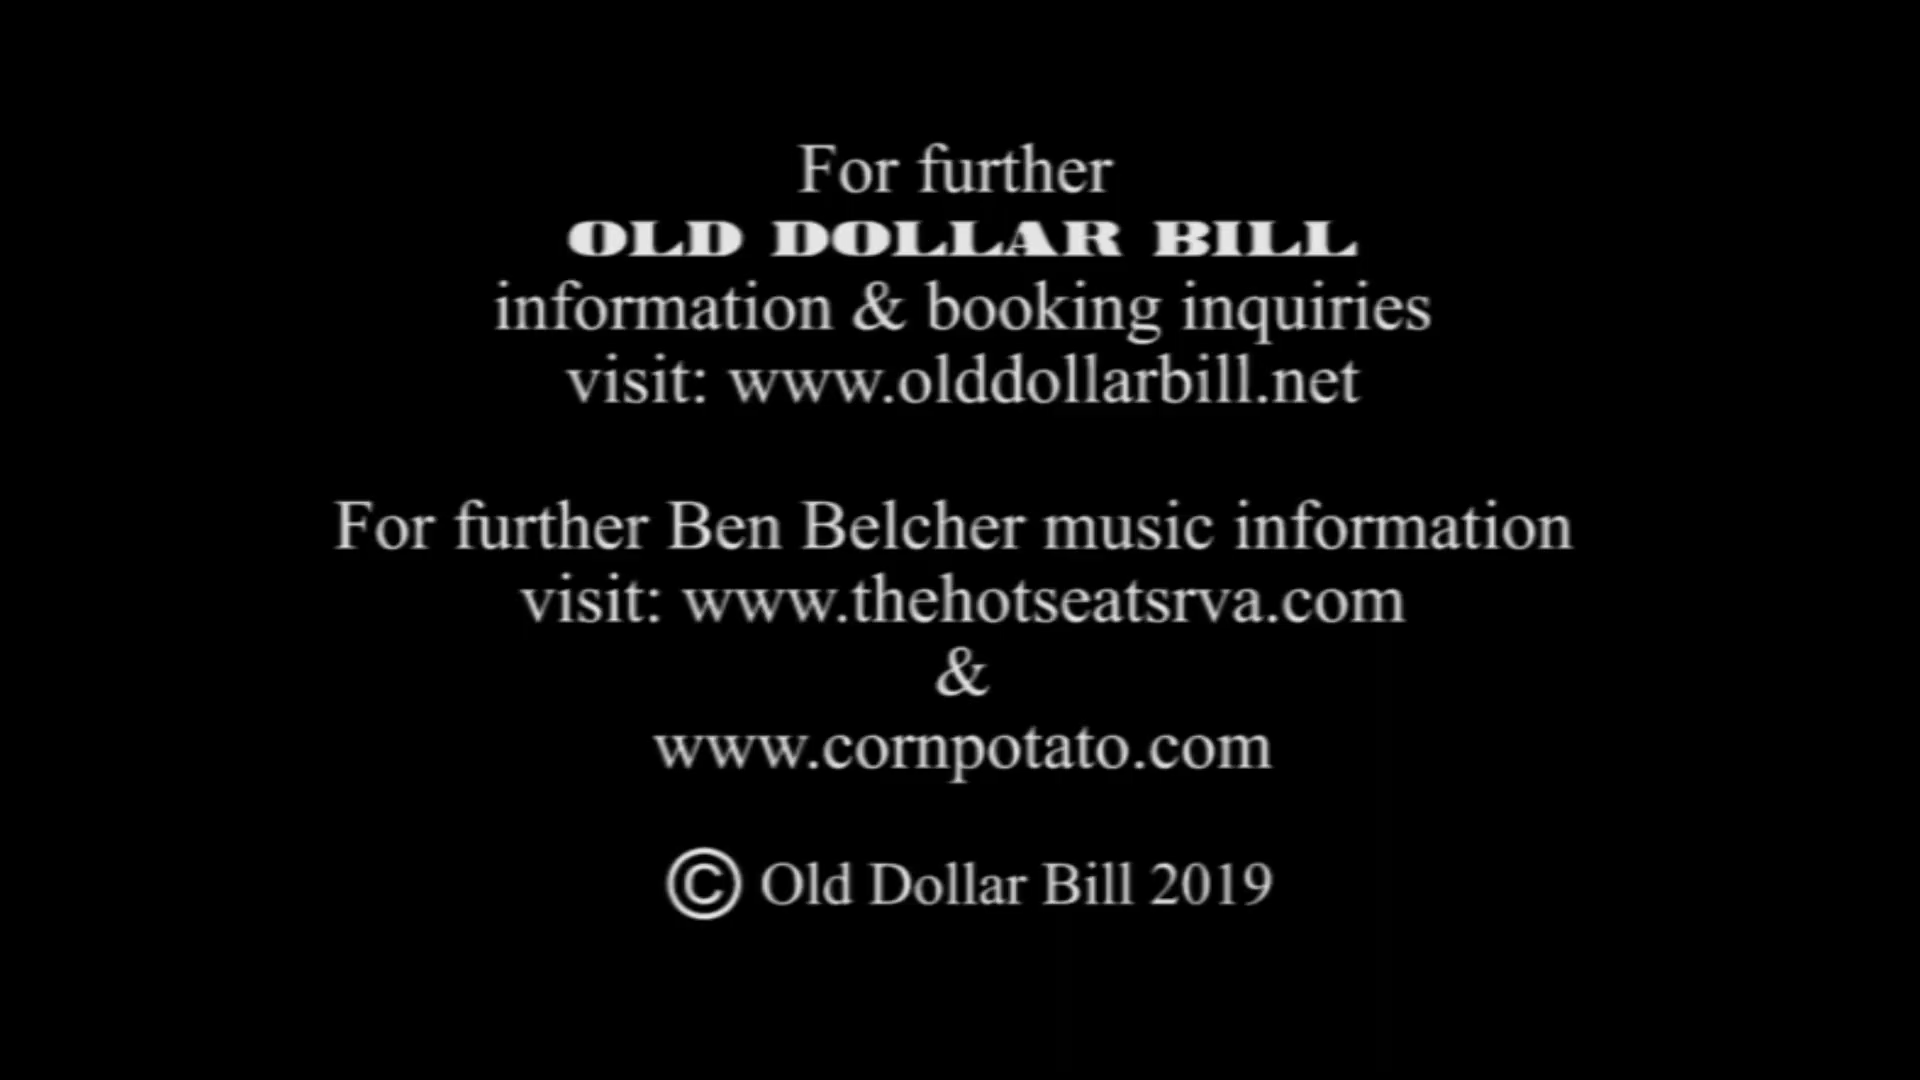 For further
OLD DOLLAR BILL
information & booking inquiries
visit: www.olddollarbill.net
For further Ben Belcher music information
visit: www.thehotseatsrva.com
&
www.cornpotato.com
© Old Dollar Bill 2019